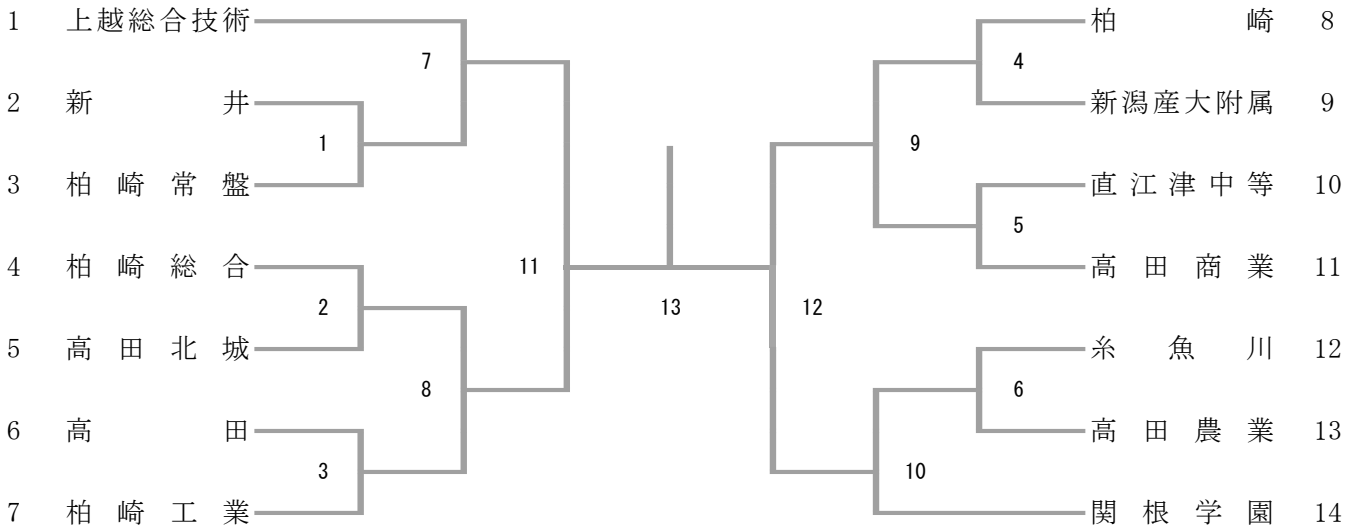 1 上越総合技術
2 新井
3 柏崎常盤
4 柏崎総合
5 高田北城
6 高田
7 柏崎工業
7
1
2
8
3
11
13
12
4
9
5
6
10
柏崎 8
新潟産大附属 9
直江津中等 10
高田商業 11
糸魚川 12
高田農業 13
関根学園 14